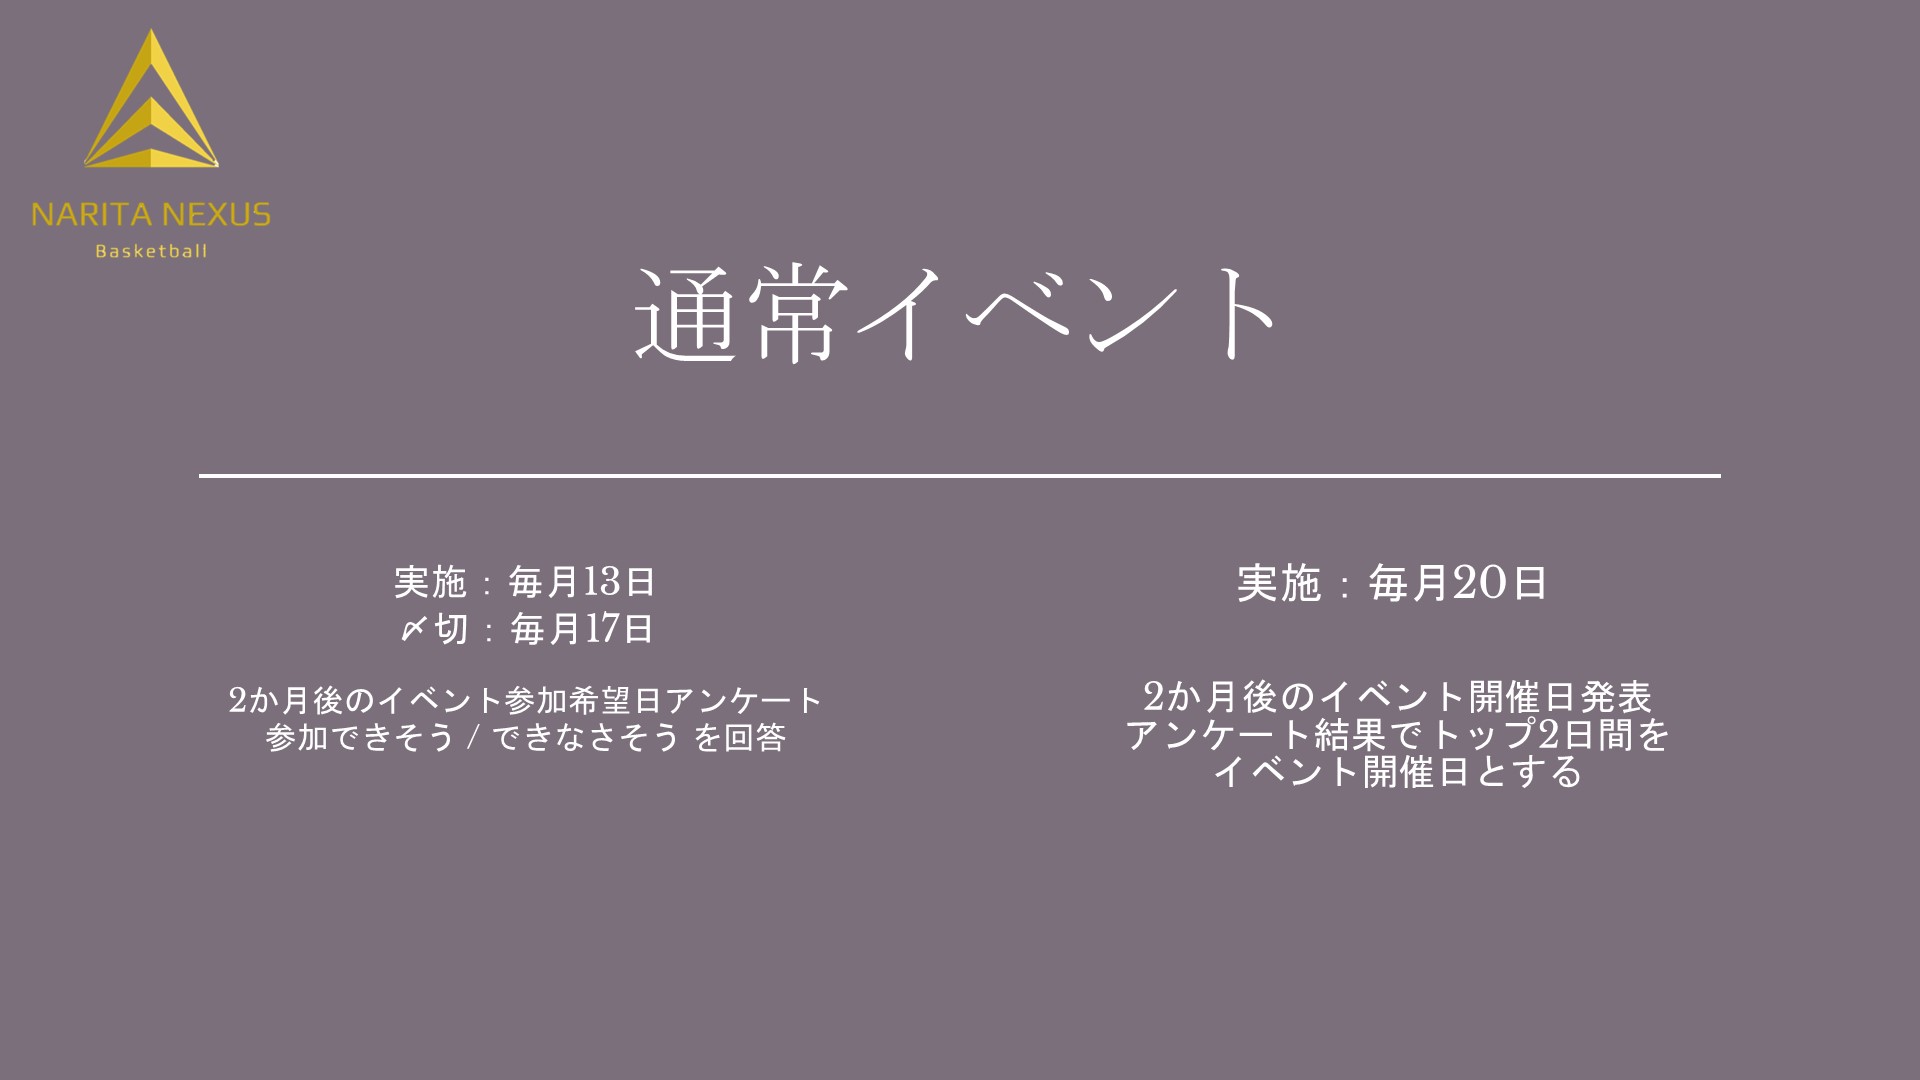 NARITA NEXUS
Basketball
通常イベント
実施：毎月13日
〆切：毎月17日
2か月後のイベント参加希望日アンケート
参加できそう / できなさそう を回答
実施：毎月20日
2か月後のイベント開催日発表
アンケート結果でトップ2日間を
イベント開催日とする